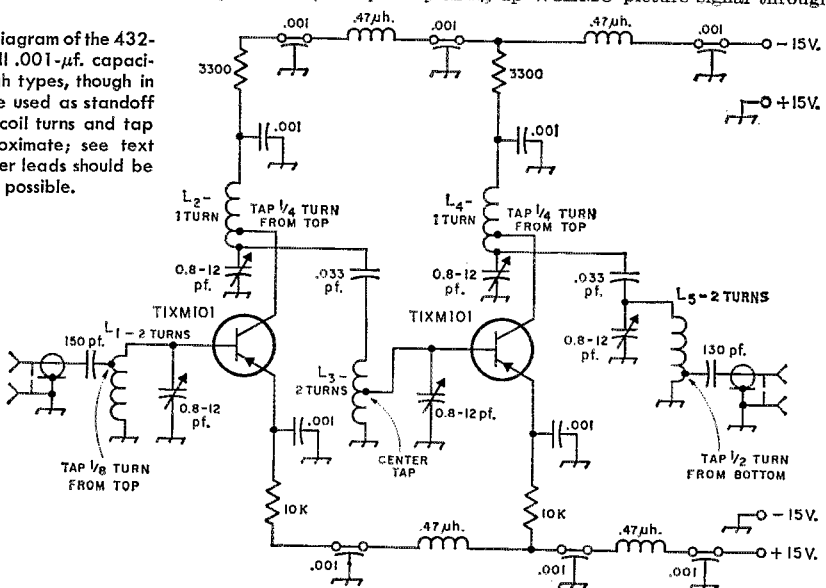 up WRANZ picture signal through
iagram of the 432-
ll .001-µf. capaci-
h types, though in
e used as standoff
coil turns and tap
oximate; see text
er leads should be
possible.
.001
.47µh.
.001
.47µh.
.001
- 15V.
+ 15V.
3300
3300
.001
.001
L2-
1 TURN
TAP 1/4 TURN
FROM TOP
L4-
1 TURN
TAP 1/4 TURN
FROM TOP
0.8-12
pf.
.033
pf.
0.8-12
pf.
.033
pf.
L5-2 TURNS
TIXM101
TIXM101
150 pf.
L1-2 TURNS
0.8-12
pf.
130 pf.
L3-
2 TURNS
0.8-12
pf.
0.8-12pf.
.001
.001
CENTER
TAP
TAP 1/8 TURN
FROM TOP
TAP 1/2 TURN
FROM BOTTOM
10K
10K
- 15V.
+ 15V.
.47µh.
.47µh.
.001
.001
.001